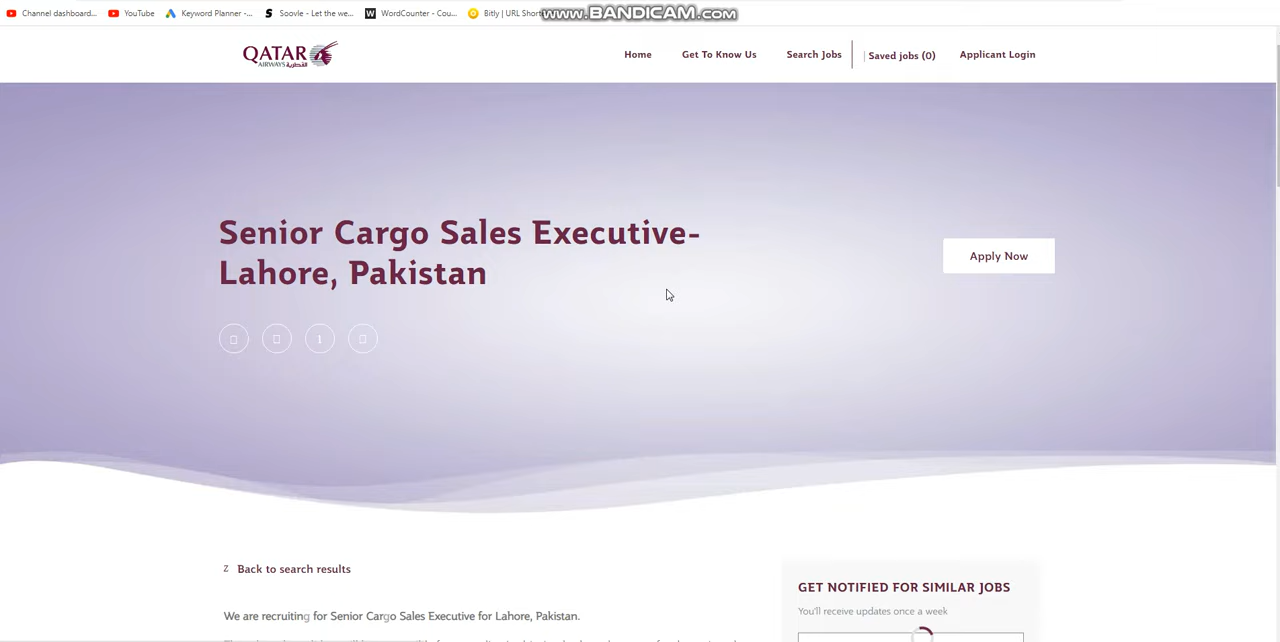 Channel dashboard... YouTube Keyword Planner -... Soovle - Let the we... WordCounter - Cou... Bitly | URL Short
www.BANDICAM.com
QATAR
AIRWAYS القطرية
Home Get To Know Us Search Jobs Saved jobs (0) Applicant Login
Senior Cargo Sales Executive-
Lahore, Pakistan
Apply Now
Back to search results
GET NOTIFIED FOR SIMILAR JOBS
You'll receive updates once a week
We are recruiting for Senior Cargo Sales Executive for Lahore, Pakistan.